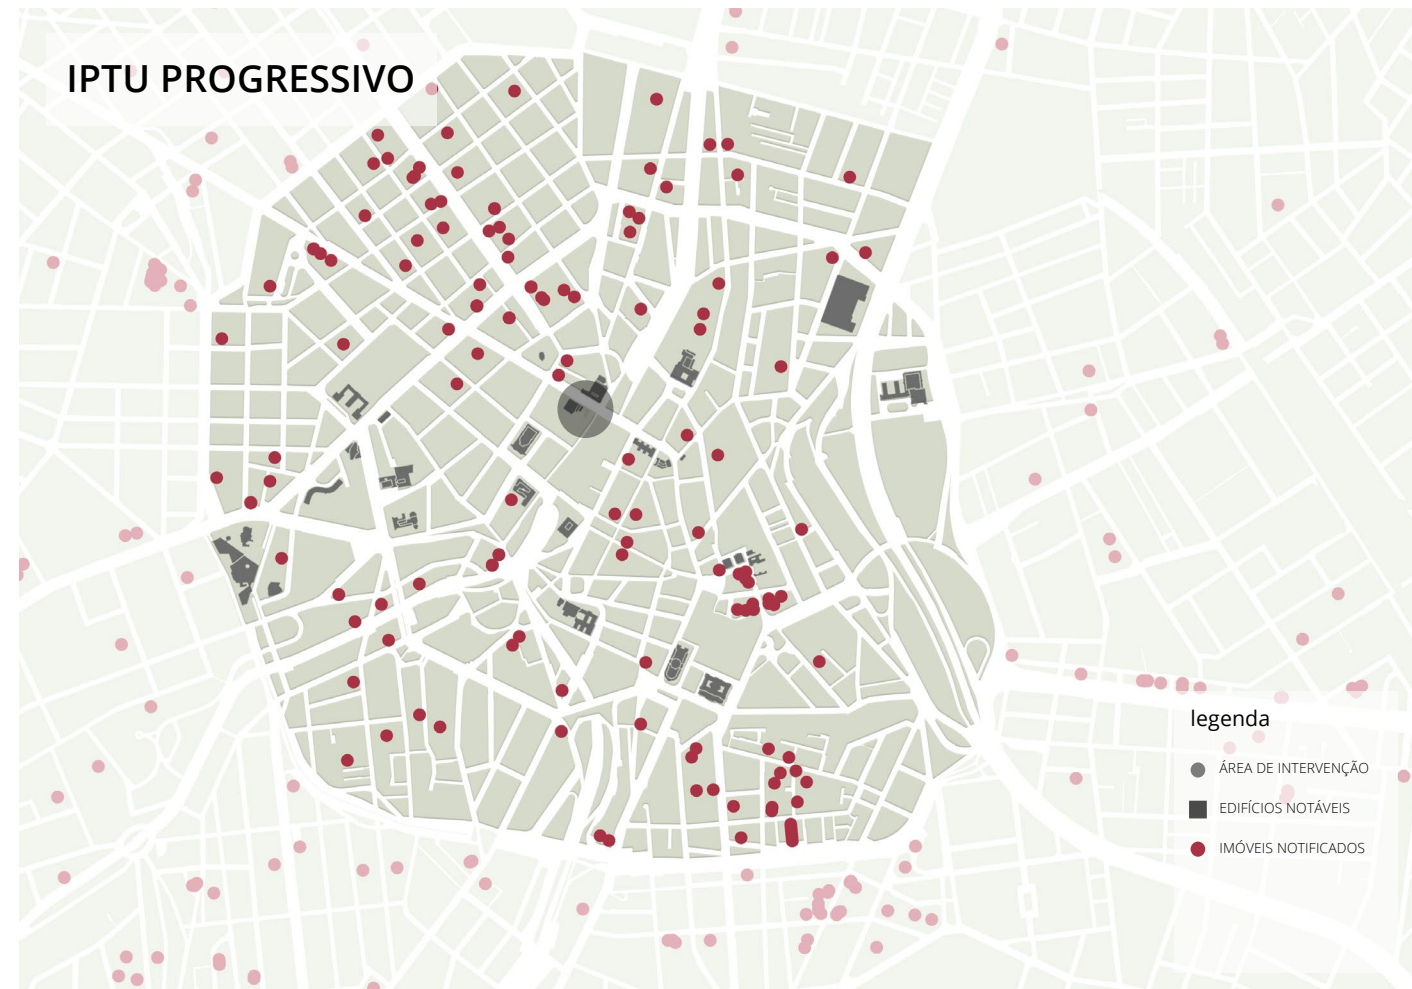 IPTU PROGRESSIVO
legenda
ÁREA DE INTERVENÇÃO
EDIFÍCIOS NOTÁVEIS
IMÓVEIS NOTIFICADOS